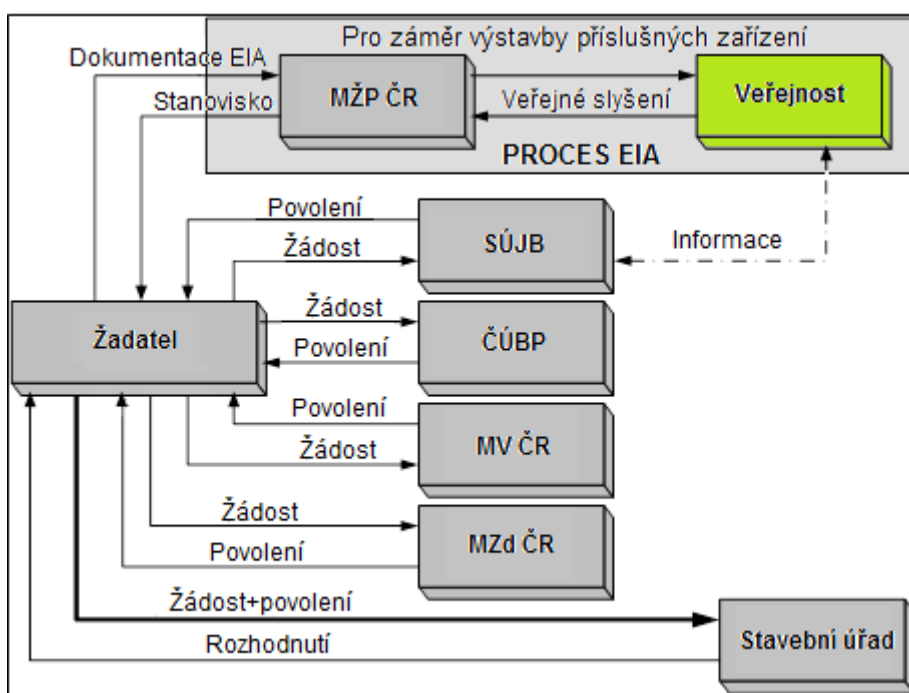 Pro záměr výstavby příslušných zařízení
Dokumentace EIA
MŽP ČR
Veřejnost
Stanovisko
Veřejné slyšení
PROCES EIA
Povolení
SÚJB
Informace
Žádost
Žadatel
Žádost
ČÚBP
Povolení
Povolení
MV ČR
Žádost
Žádost
MZd ČR
Povolení
Žádost+povolení
Rozhodnutí
Stavební úřad